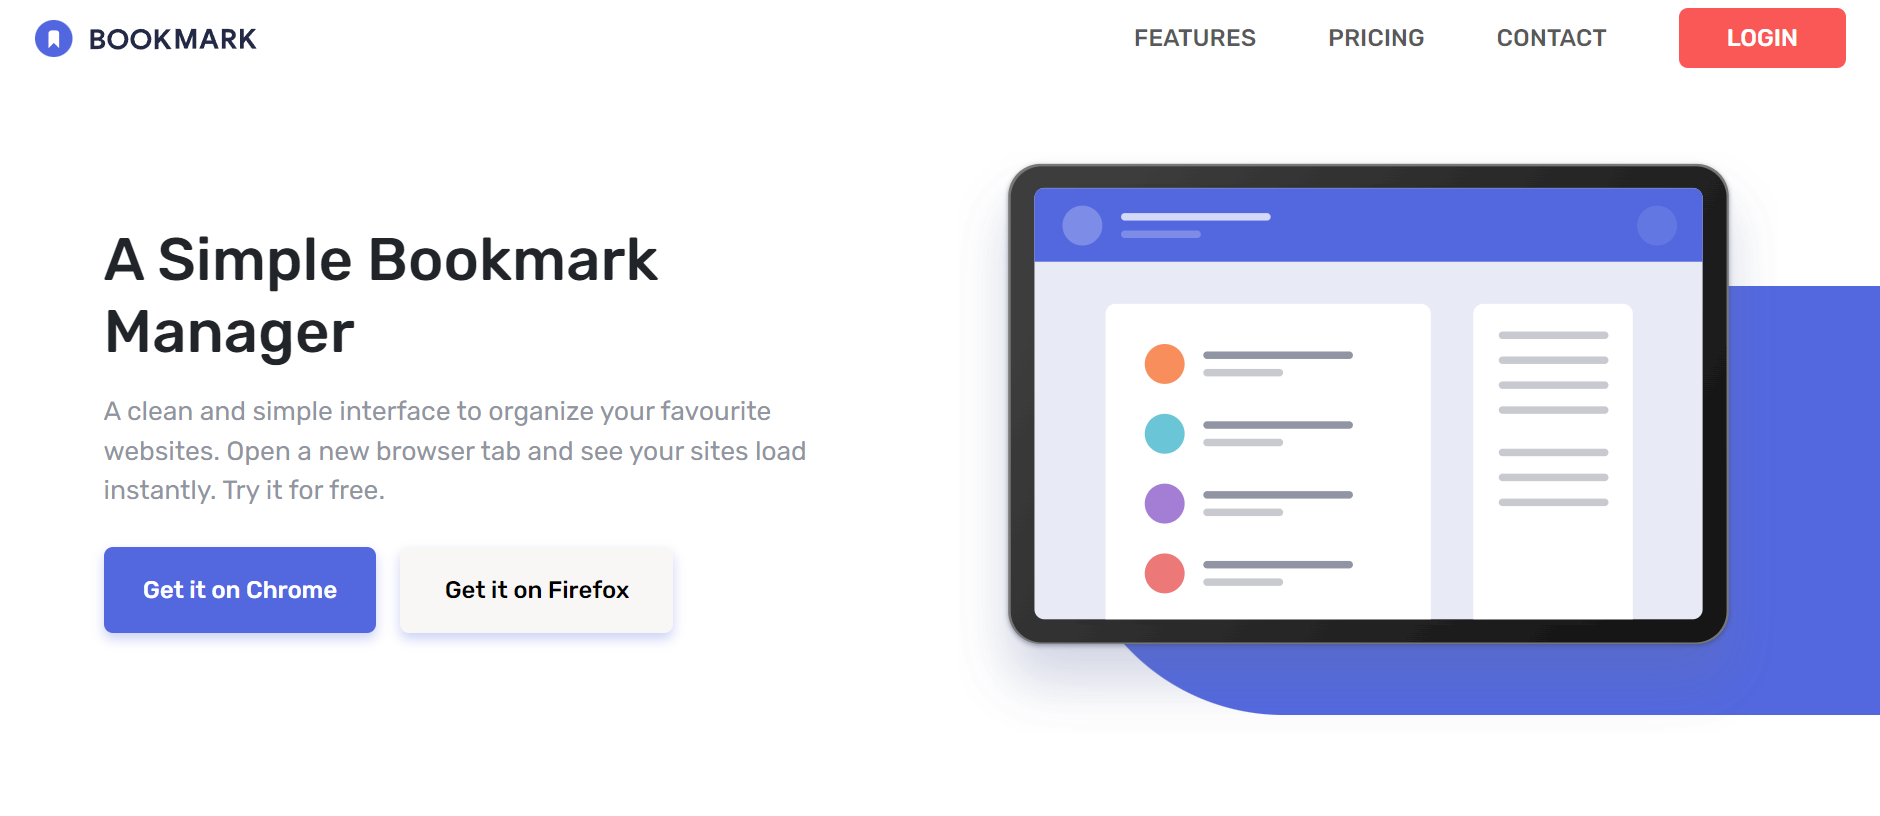 BOOKMARK
FEATURES
PRICING
CONTACT
LOGIN
A Simple Bookmark
Manager
A clean and simple interface to organize your favourite
websites. Open a new browser tab and see your sites load
instantly. Try it for free.
Get it on Chrome
Get it on Firefox